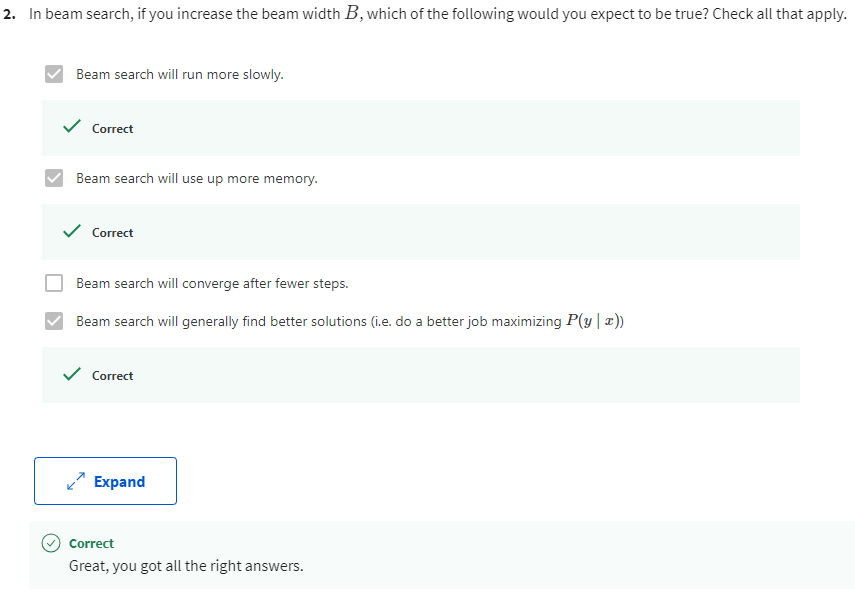 2. In beam search, if you increase the beam width B, which of the following would you expect to be true? Check all that apply.
Beam search will run more slowly.
Correct
Beam search will use up more memory.
Correct
Beam search will converge after fewer steps.
Beam search will generally find better solutions (i.e. do a better job maximizing P(y | x))
Correct
Expand
Correct
Great, you got all the right answers.